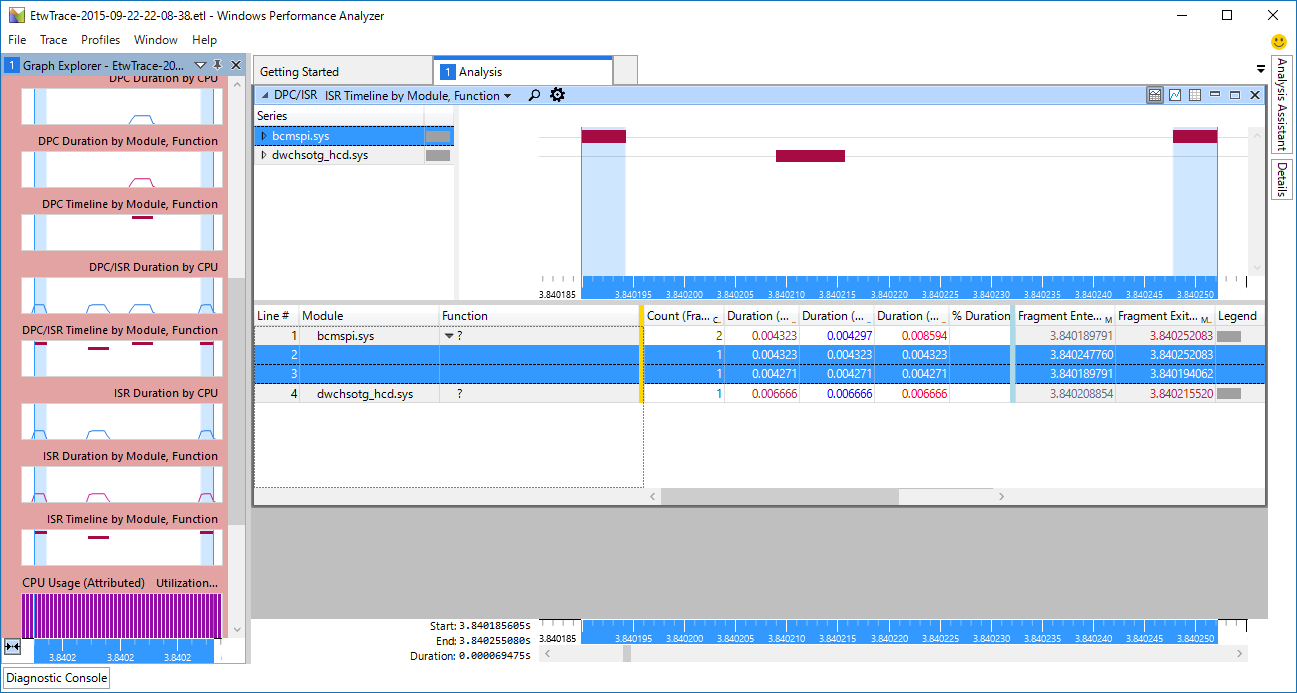 EtwTrace-2015-09-22-22-08-38.etl - Windows Performance Analyzer
File Trace Profiles Window Help
1 Graph Explorer - EtwTrace-20...
DPC Duration by CPU
DPC Duration by Module, Function
DPC Timeline by Module, Function
DPC/ISR Duration by CPU
DPC/ISR Timeline by Module, Function
ISR Duration by CPU
ISR Duration by Module, Function
ISR Timeline by Module, Function
CPU Usage (Attributed) Utilization...
3.8402 3.8402 3.8402
Getting Started
1 Analysis
DPC/ISR ISR Timeline by Module, Function
Series
bcmspi.sys
dwchsotg_hcd.sys
3.840185 3.840195 3.840200 3.840205 3.840210 3.840215 3.840220 3.840225 3.840230 3.840235 3.840240 3.840245 3.840250
Line # Module Function Count (Fra... C.. Duration (... Duration (... Duration (... % Duration Fragment Ente... M Fragment Exit... M.. Legend
1 bcmspi.sys ? 2 0.004323 0.004297 0.008594 3.840189791 3.840252083
2 1 0.004323 0.004323 0.004323 3.840247760 3.840252083
3 1 0.004271 0.004271 0.004271 3.840189791 3.840194062
4 dwchsotg_hcd.sys ? 1 0.006666 0.006666 0.006666 3.840208854 3.840215520
Start: 3.840185605s
End: 3.840255080s
Duration: 0.000069475s
3.840185 3.840195 3.840200 3.840205 3.840210 3.840215 3.840220 3.840225 3.840230 3.840235 3.840240 3.840245 3.840250
Analysis Assistant
Details
Diagnostic Console